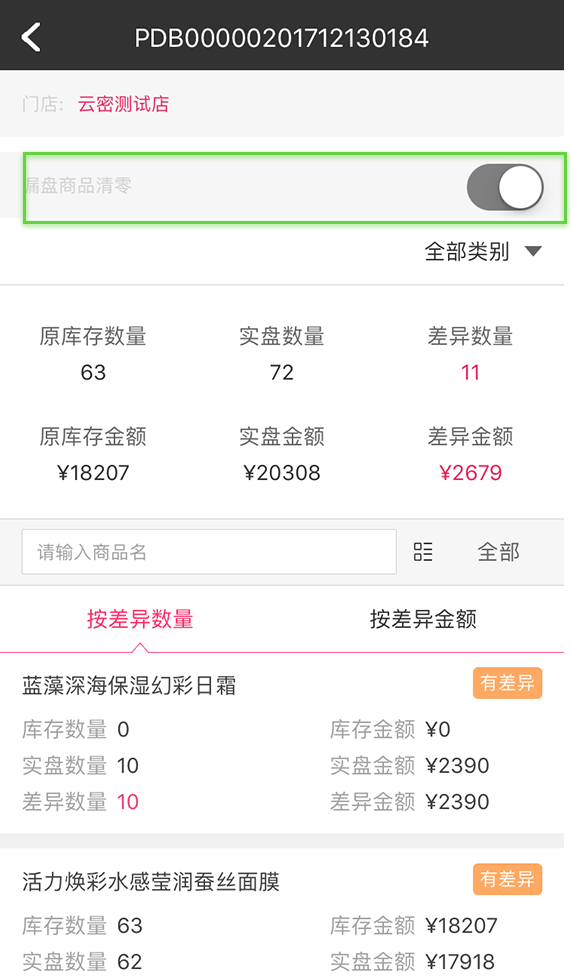 PDB00000201712130184
门店: 云密测试店
漏盘商品清零
全部类别
原库存数量 实盘数量 差异数量
63 72 11
原库存金额 实盘金额 差异金额
¥18207 ¥20308 ¥2679
请输入商品名 全部
按差异数量 按差异金额
蓝藻深海保湿幻彩日霜 有差异
库存数量 0 库存金额 ¥0
实盘数量 10 实盘金额 ¥2390
差异数量 10 差异金额 ¥2390
活力焕彩水感莹润蚕丝面膜 有差异
库存数量 63 库存金额 ¥18207
实盘数量 62 实盘金额 ¥17918